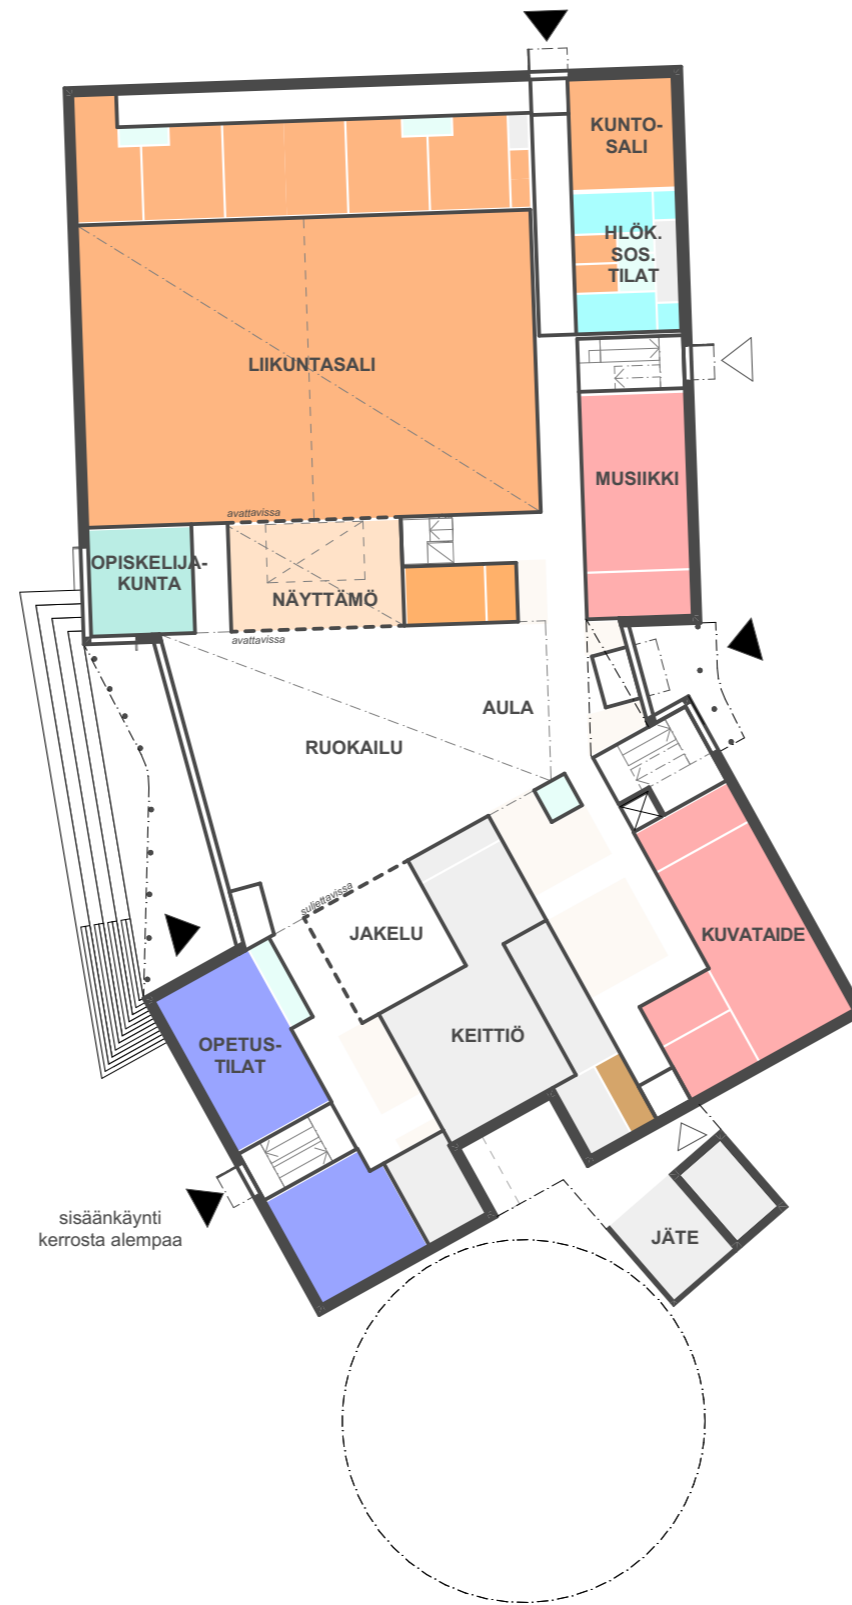 KUNTO-
SALI
HLÖK.
SOS.
TILAT
LIIKUNTASALI
MUSIIKKI
avattavissa
OPISKELIJA-
KUNTA
NÄYTTÄMÖ
avattavissa
AULA
RUOKAILU
suljettavissa
JAKELU
KUVATAIDE
KEITTIÖ
OPETUS-
TILAT
sisäänkäynti
kerrosta alempaa
JÄTE